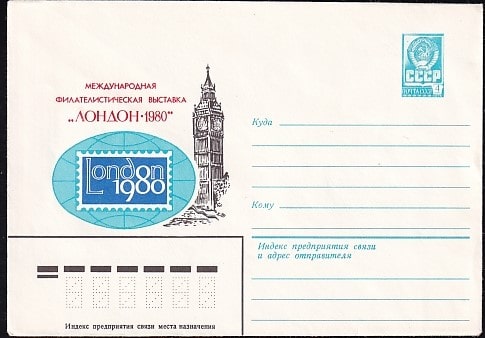 МЕЖДУНАРОДНАЯ
ФИЛАТЕЛИСТИЧЕСКАЯ ВЫСТАВКА
„ЛОНДОН·1980"
London
1980
СССР
ПОЧТА
4
Куда
Кому
Индекс предприятия связи
и адрес отправителя
Индекс предприятия связи места назначения